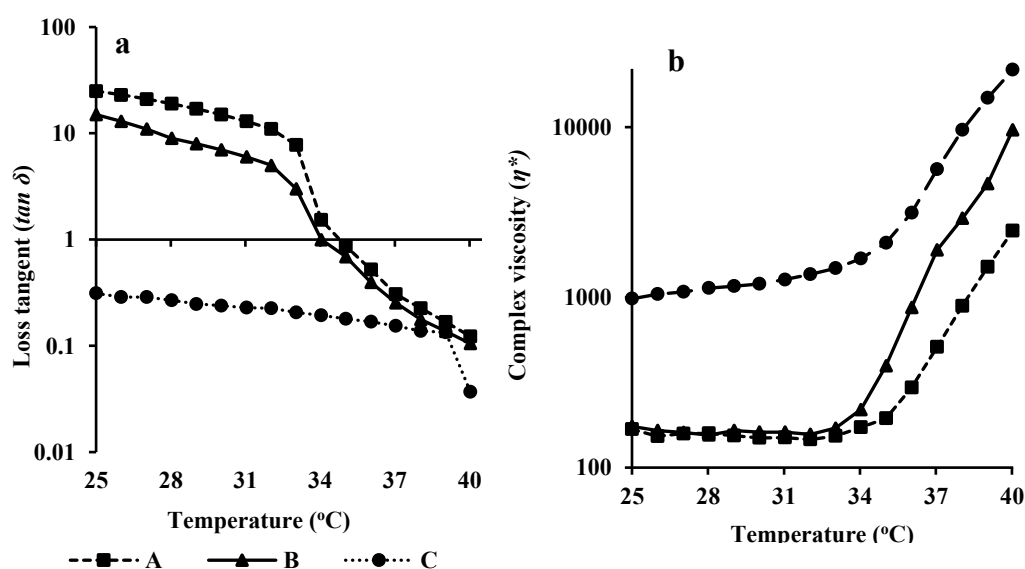 a
100
10
1
0.1
0.01
Loss tangent (tan δ)
25 28 31 34 37 40
Temperature (°C)
b
10000
1000
100
Complex viscosity (η*)
25 28 31 34 37 40
Temperature (°C)
A B C